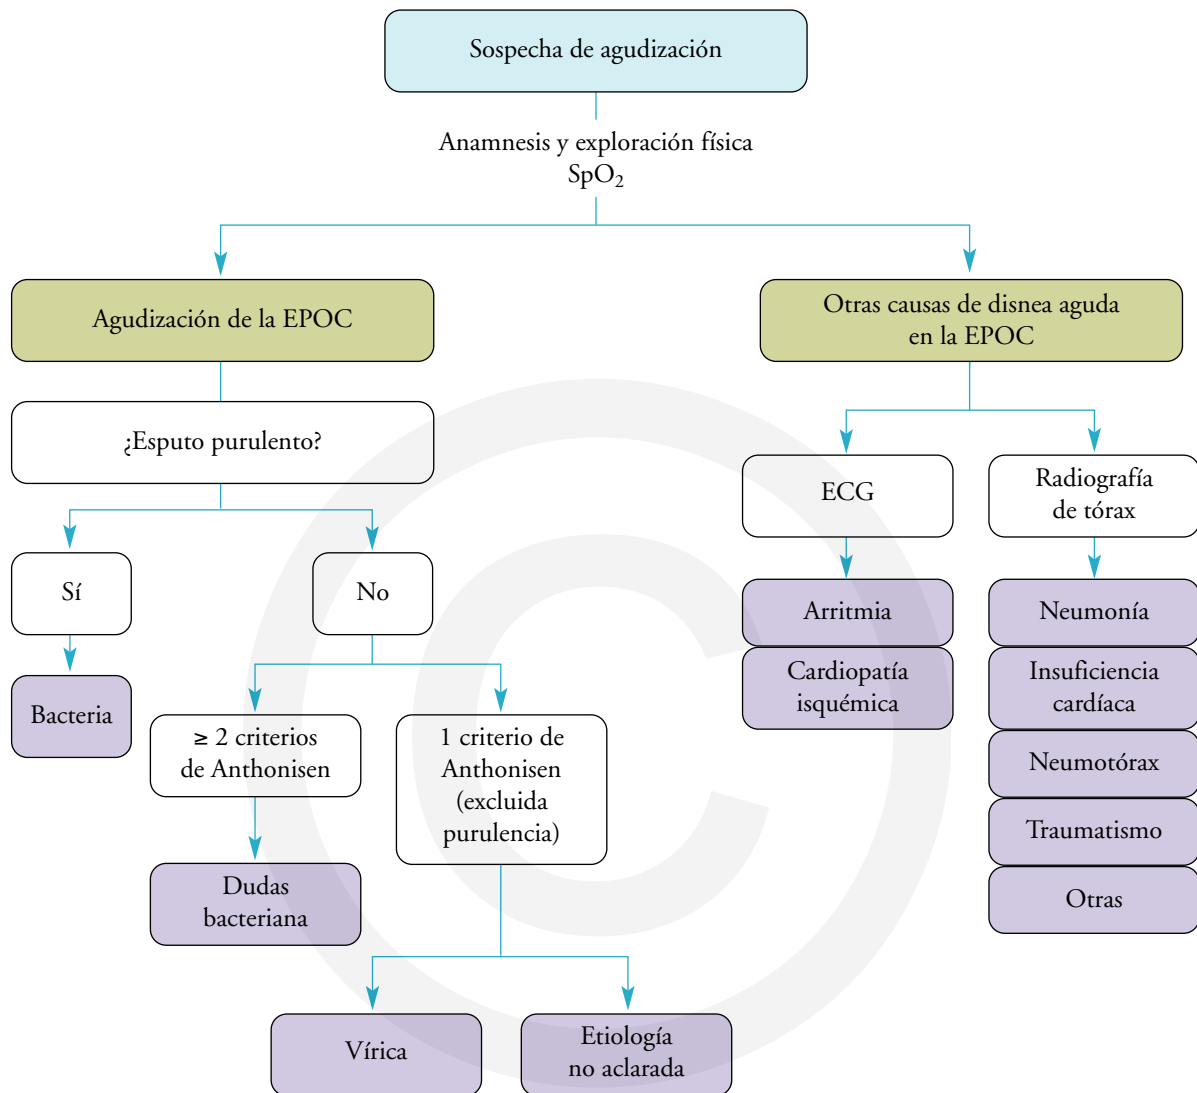 Sospecha de agudización
Anamnesis y exploración física
SpO₂
Agudización de la EPOC
¿Esputo purulento?
Sí
No
Bacteria
≥ 2 criterios
de Anthonisen
1 criterio de
Anthonisen
(excluida
purulencia)
Dudas
bacteriana
Vírica
Etiología
no aclarada
Otras causas de disnea aguda
en la EPOC
ECG
Arritmia
Cardiopatía
isquémica
Radiografía
de tórax
Neumonía
Insuficiencia
cardíaca
Neumotórax
Traumatismo
Otras